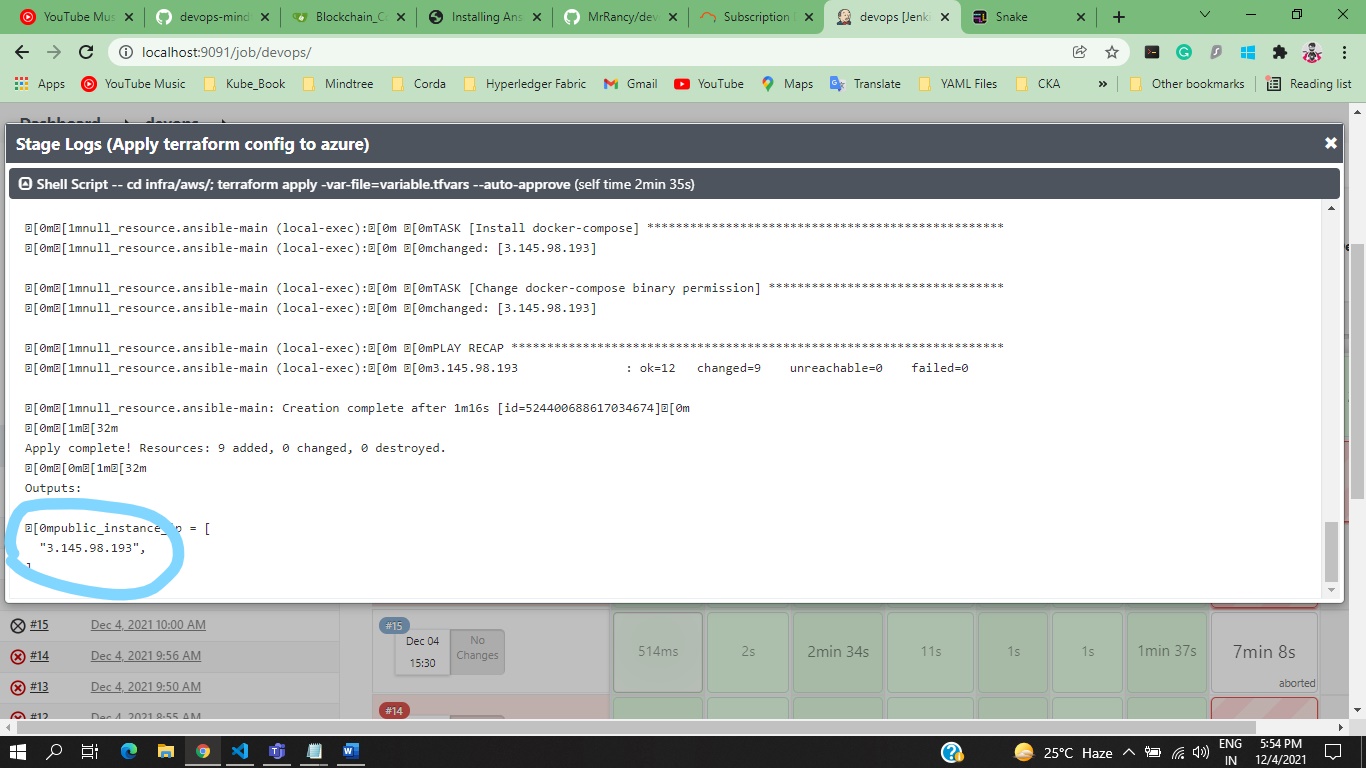 YouTube Mus
devops-mind
Blockchain_Co
Installing Ans
MrRancy/dev
Subscription
devops [Jenki
Snake
localhost:9091/job/devops/
Apps
YouTube Music
Kube_Book
Mindtree
Corda
Hyperledger Fabric
Gmail
YouTube
Maps
Translate
YAML Files
CKA
»
Other bookmarks
Reading list
Dashboard
devops
Stage Logs (Apply terraform config to azure)
Shell Script -- cd infra/aws/; terraform apply -var-file=variable.tfvars --auto-approve (self time 2min 35s)
[0m[1mnull_resource.ansible-main (local-exec):[0m [0mTASK [Install docker-compose] **************************************************
[0m[1mnull_resource.ansible-main (local-exec):[0m [0mchanged: [3.145.98.193]
[0m[1mnull_resource.ansible-main (local-exec):[0m [0mTASK [Change docker-compose binary permission] *********************************
[0m[1mnull_resource.ansible-main (local-exec):[0m [0mchanged: [3.145.98.193]
[0m[1mnull_resource.ansible-main (local-exec):[0m [0mPLAY RECAP *********************************************************************
[0m[1mnull_resource.ansible-main (local-exec):[0m [0m3.145.98.193 : ok=12 changed=9 unreachable=0 failed=0
[0m[1mnull_resource.ansible-main: Creation complete after 1m16s [id=524400688617034674][0m
[0m[1m[32m
Apply complete! Resources: 9 added, 0 changed, 0 destroyed.
[0m[0m[1m[32m
Outputs:
[0mpublic_instance_ip = [
"3.145.98.193",
]
#15 Dec 4, 2021 10:00 AM
#14 Dec 4, 2021 9:56 AM
#13 Dec 4, 2021 9:50 AM
#12 Dec 4, 2021 8:55 AM
#15
Dec 04
15:30
No
Changes
514ms
2s
2min 34s
11s
1s
1s
1min 37s
7min 8s
aborted
#14
25°C Haze
ENG
IN
5:54 PM
12/4/2021